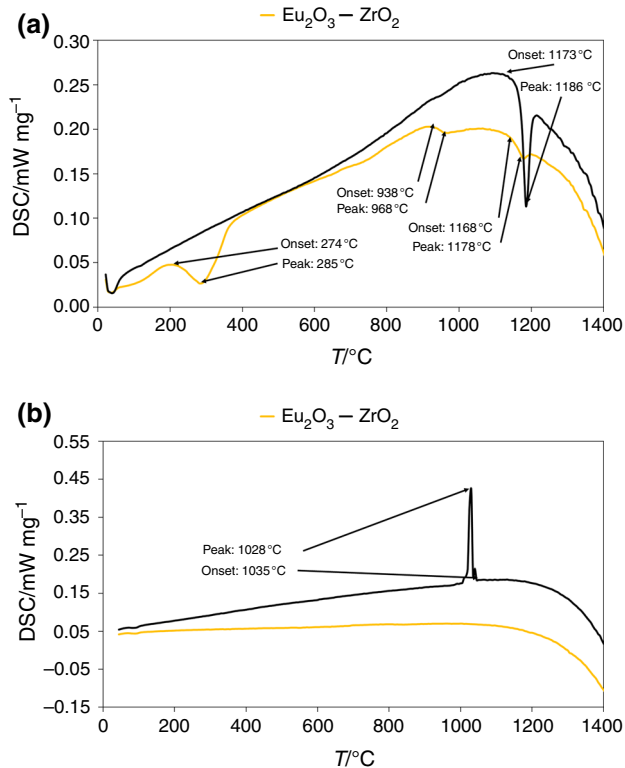 (a)
Eu₂O₃ — ZrO₂
0.30
0.25
0.20
0.15
0.10
0.05
0.00
DSC/mW mg⁻¹
Onset: 1173°C
Peak: 1186 °C
Onset: 938°C
Peak: 968°C
Onset: 1168°C
Peak: 1178°C
Onset: 274°C
Peak: 285°C
0 200 400 600 800 1000 1200 1400
T/°C
(b)
Eu₂O₃ — ZrO₂
0.55
0.45
0.35
0.25
0.15
0.05
−0.05
−0.15
DSC/mW mg⁻¹
Peak: 1028°C
Onset: 1035°C
0 200 400 600 800 1000 1200 1400
T/°C